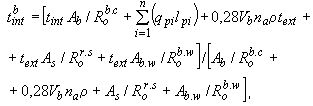 t_{int}^{b} = [t_{int} A_b / R_o^{b.c} + \sum_{i=1}^{n} (q_{pi} l_{pi}) + 0,28V_b n_a ρ t_{ext} +
+ t_{ext} A_s / R_o^{r.s} + t_{ext} A_{b.w} / R_o^{b.w}] / [A_b / R_o^{b.c} +
+ 0,28V_b n_a ρ + A_s / R_o^{r.s} + A_{b.w} / R_o^{b.w}],